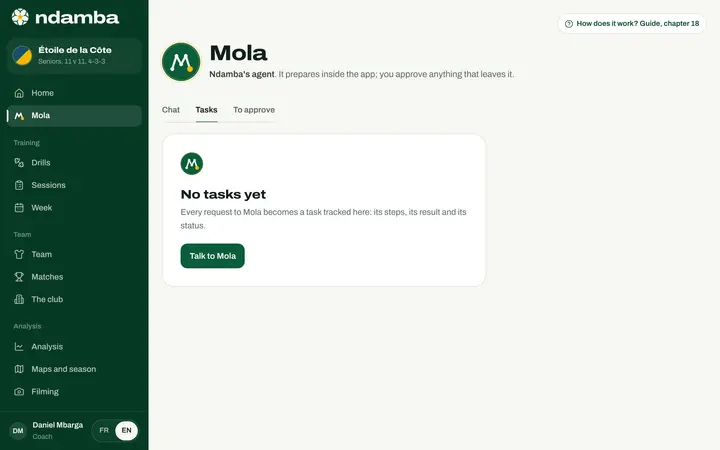 ndamba
How does it work? Guide, chapter 18
Étoile de la Côte
Seniors, 11 v 11, 4-3-3
Home
Mola
Training
Drills
Sessions
Week
Team
Team
Matches
The club
Analysis
Analysis
Maps and season
Filming
DM
Daniel Mbarga
Coach
FR
EN
Mola
Ndamba's agent. It prepares inside the app; you approve anything that leaves it.
Chat
Tasks
To approve
No tasks yet
Every request to Mola becomes a task tracked here: its steps, its result and its
status.
Talk to Mola